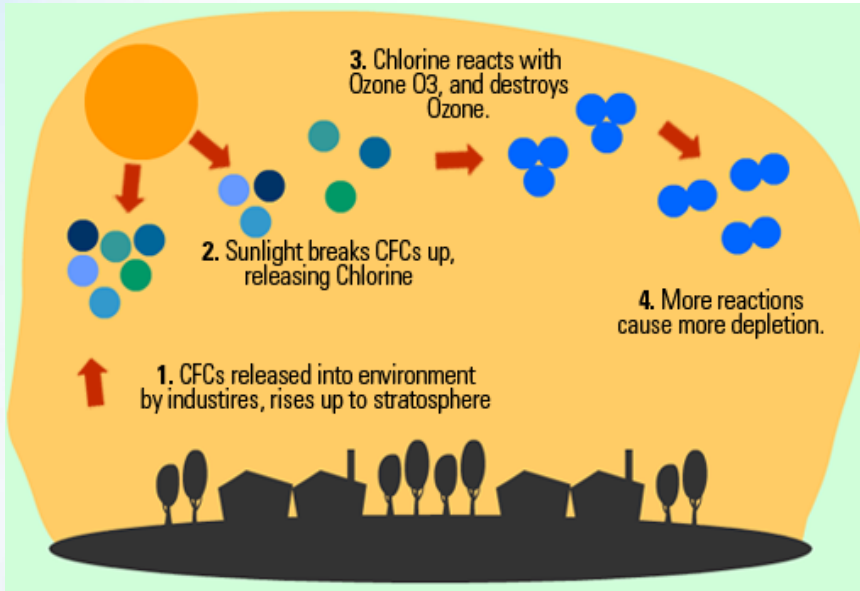 3. Chlorine reacts with
Ozone O3, and destroys
Ozone.
2. Sunlight breaks CFCs up,
releasing Chlorine
4. More reactions
cause more depletion.
1. CFCs released into environment
by industires, rises up to stratosphere